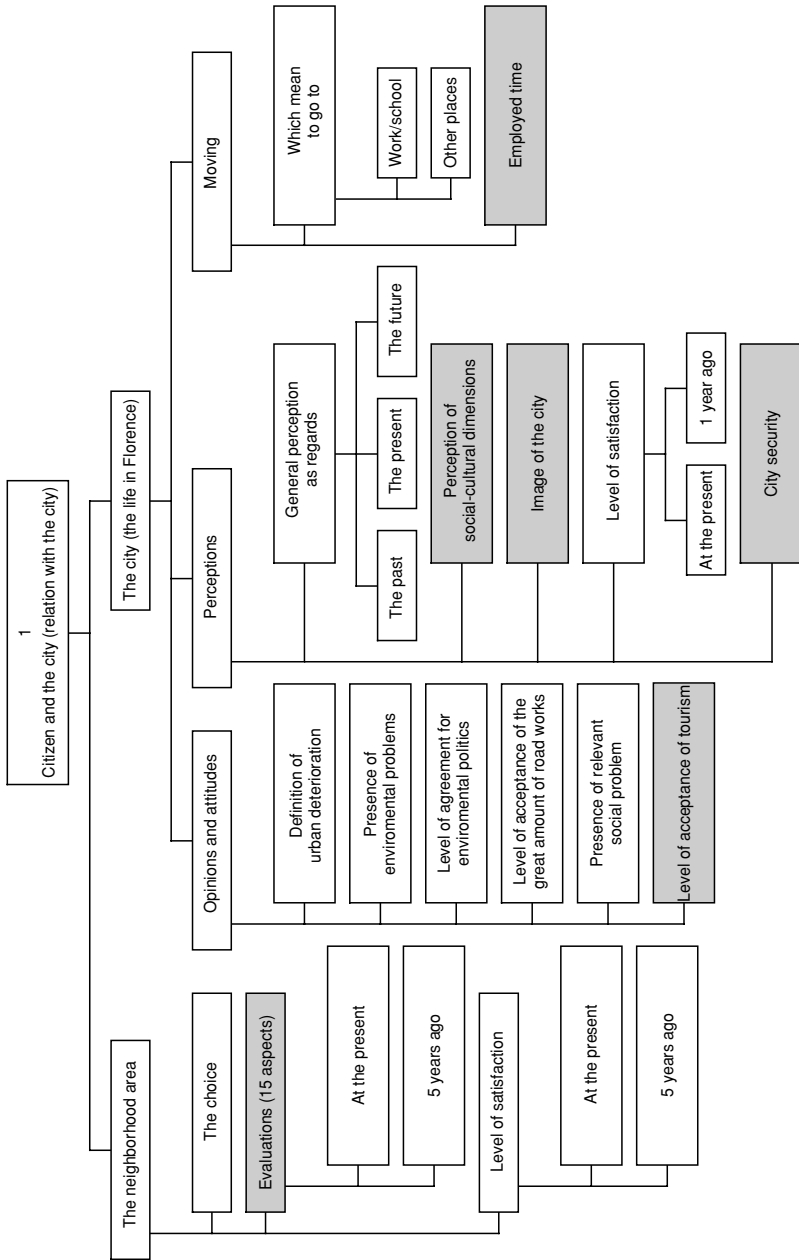 1
Citizen and the city (relation with the city)
The neighborhood area
The choice
Evaluations (15 aspects)
At the present
5 years ago
Level of satisfaction
At the present
5 years ago
The city (the life in Florence)
Opinions and attitudes
Definition of
urban deterioration
Presence of
enviromental problems
Level of agreement for
enviromental politics
Level of acceptance of the
great amount of road works
Presence of relevant
social problem
Level of acceptance of tourism
Perceptions
General perception
as regards
The past
The present
The future
Perception of
social-cultural dimensions
Image of the city
Level of satisfaction
At the present
1 year ago
City security
Moving
Which mean
to go to
Work/school
Other places
Employed time